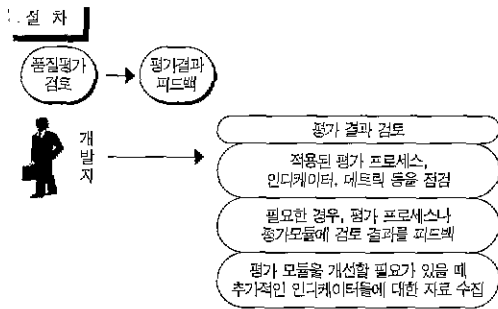 절 차
품질평가
검토
평가결과
피드백
개
발
자
평가 결과 검토
적용된 평가 프로세스,
인디케이터, 메트릭 등을 점검
필요한 경우, 평가 프로세스나
평가모듈에 검토 결과를 피드백
평가 모듈을 개선할 필요가 있을 때
추가적인 인디케이터들에 대한 자료 수집